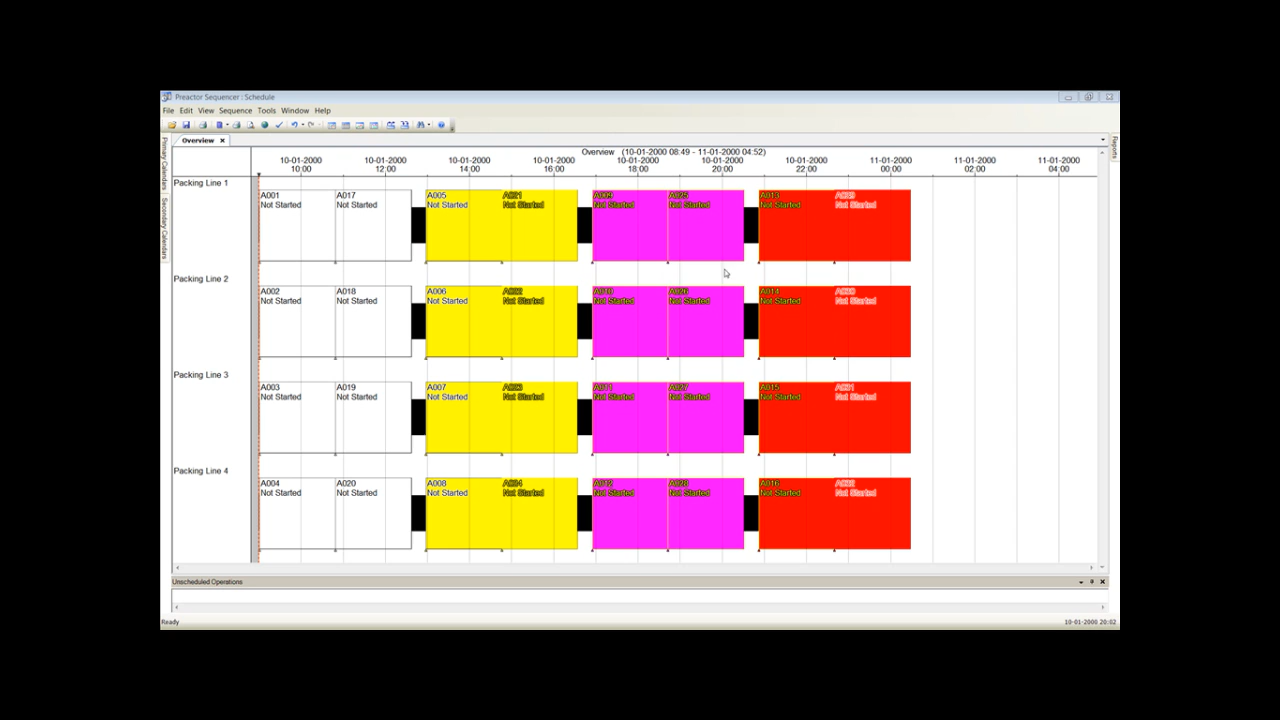 Preactor Sequencer : Schedule
File Edit View Sequence Tools Window Help
Overview
Primary Calendars
Secondary Calendars
Reports
Overview (10-01-2000 08:49 - 11-01-2000 04:52)
10-01-2000 10-01-2000 10-01-2000 10-01-2000 10-01-2000 10-01-2000 10-01-2000 11-01-2000 11-01-2000 11-01-2000
10:00 12:00 14:00 16:00 18:00 20:00 22:00 00:00 02:00 04:00
Packing Line 1
A001 A017 A005 A021 A009 A025 A013 A029
Not Started Not Started Not Started Not Started Not Started Not Started Not Started Not Started
Packing Line 2
A002 A018 A006 A022 A010 A026 A014 A030
Not Started Not Started Not Started Not Started Not Started Not Started Not Started Not Started
Packing Line 3
A003 A019 A007 A023 A011 A027 A015 A031
Not Started Not Started Not Started Not Started Not Started Not Started Not Started Not Started
Packing Line 4
A004 A020 A008 A024 A012 A028 A016 A032
Not Started Not Started Not Started Not Started Not Started Not Started Not Started Not Started
Unscheduled Operations
Ready
10-01-2000 20:02